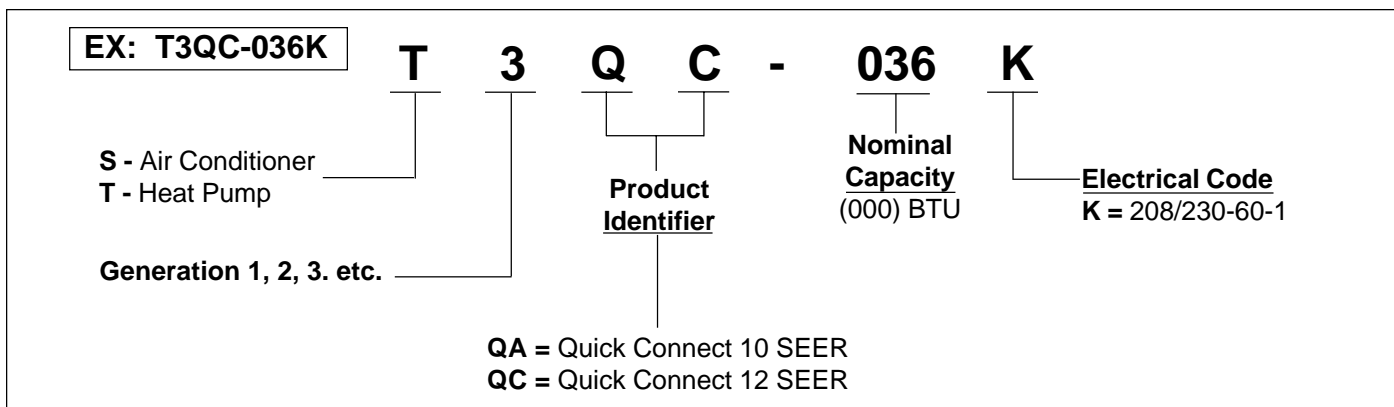 EX: T3QC-036K
T 3 Q C - 036 K
S - Air Conditioner
T - Heat Pump
Generation 1, 2, 3. etc.
Product
Identifier
QA = Quick Connect 10 SEER
QC = Quick Connect 12 SEER
Nominal
Capacity
(000) BTU
Electrical Code
K = 208/230-60-1